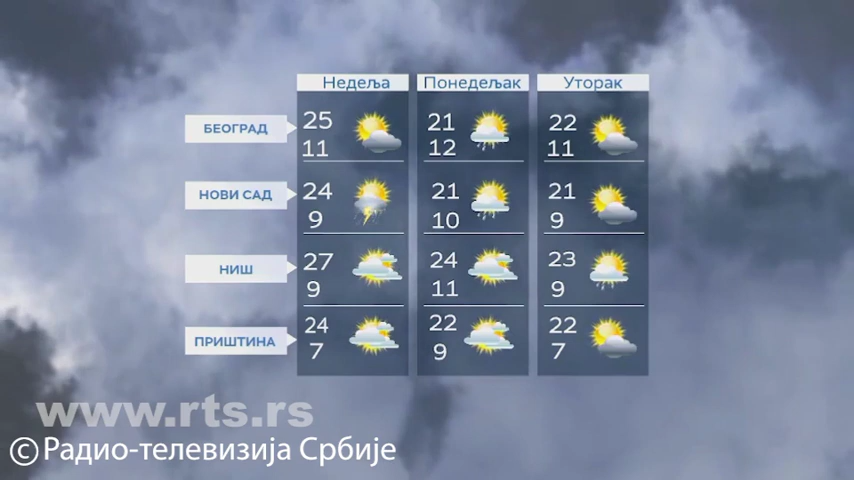 Недеља Понедељак Уторак
БЕОГРАД 25 21 22
11 12 11
НОВИ САД 24 21 21
9 10 9
НИШ 27 24 23
9 11 9
ПРИШТИНА 24 22 22
7 9 7
www.rts.rs
©Радио-телевизија Србије